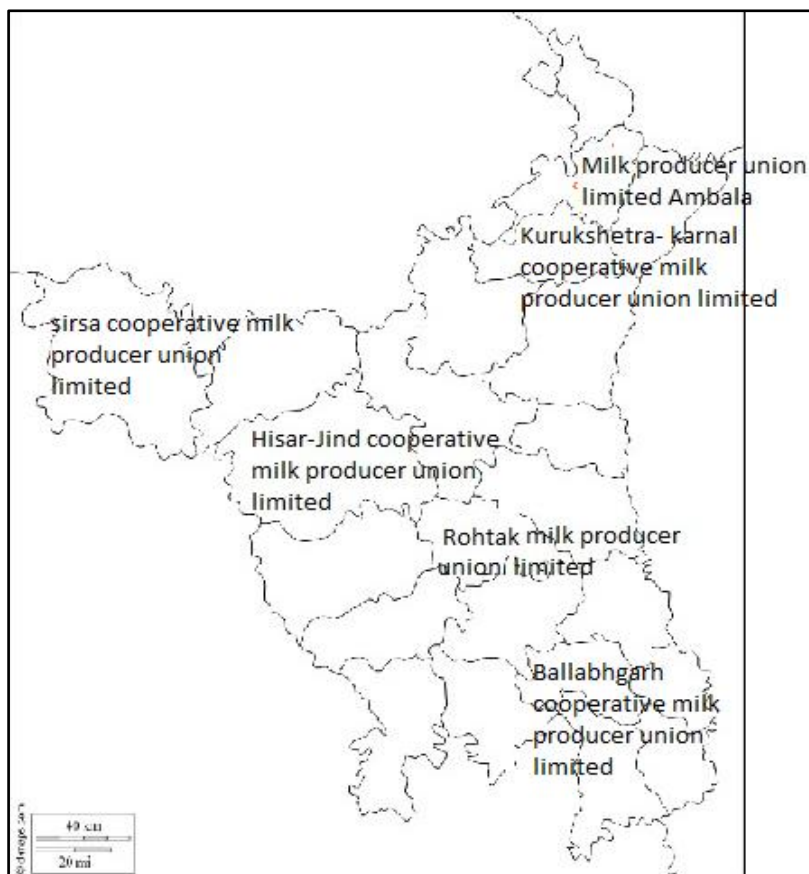 Milk producer union
limited Ambala
Kurukshetra- karnal
cooperative milk
producer union limited
sirsa cooperative milk
producer union
limited
Hisar-Jind cooperative
milk producer union
limited
Rohtak milk producer
union limited
Ballabhgarh
cooperative milk
producer union
limited
40 km
20 mi